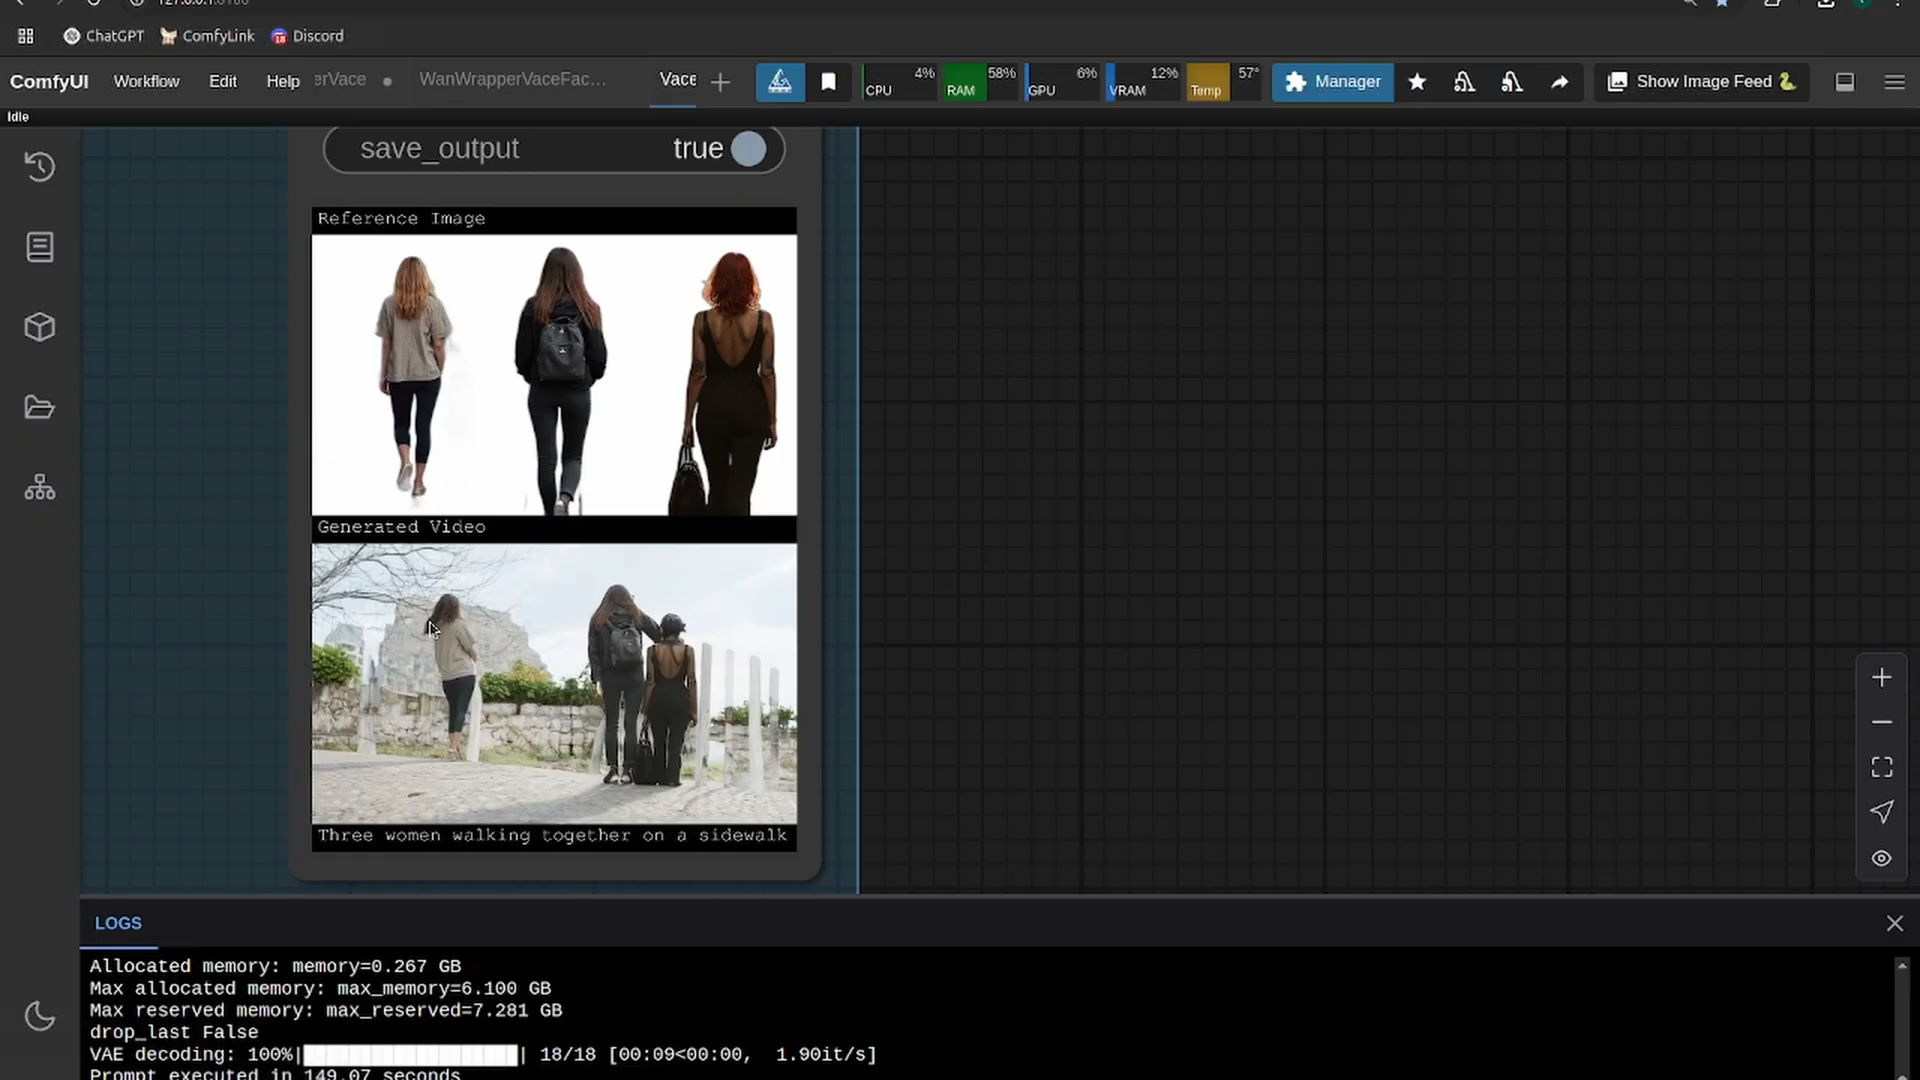 ChatGPT ComfyLink Discord
ComfyUI Workflow Edit Help erVace WanWrapperVaceFac... Vace CPU 4% RAM 58% GPU 6% VRAM 12% Temp 57° Manager Show Image Feed
Idle
save_output true
Reference Image
Generated Video
Three women walking together on a sidewalk
LOGS
Allocated memory: memory=0.267 GB
Max allocated memory: max_memory=6.100 GB
Max reserved memory: max_reserved=7.281 GB
drop_last False
VAE decoding: 100%| | 18/18 [00:09<00:00, 1.90it/s]
Prompt executed in 149.07 seconds